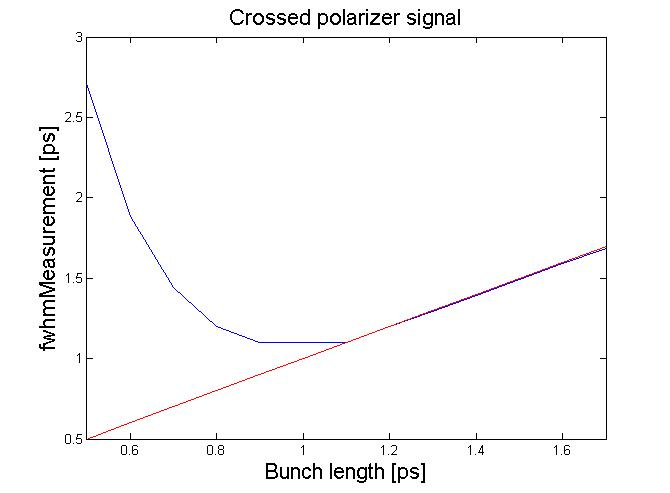 Crossed polarizer signal
3
2.5
2
1.5
1
0.5
fwhmMeasurement [ps]
0.6 0.8 1 1.2 1.4 1.6
Bunch length [ps]